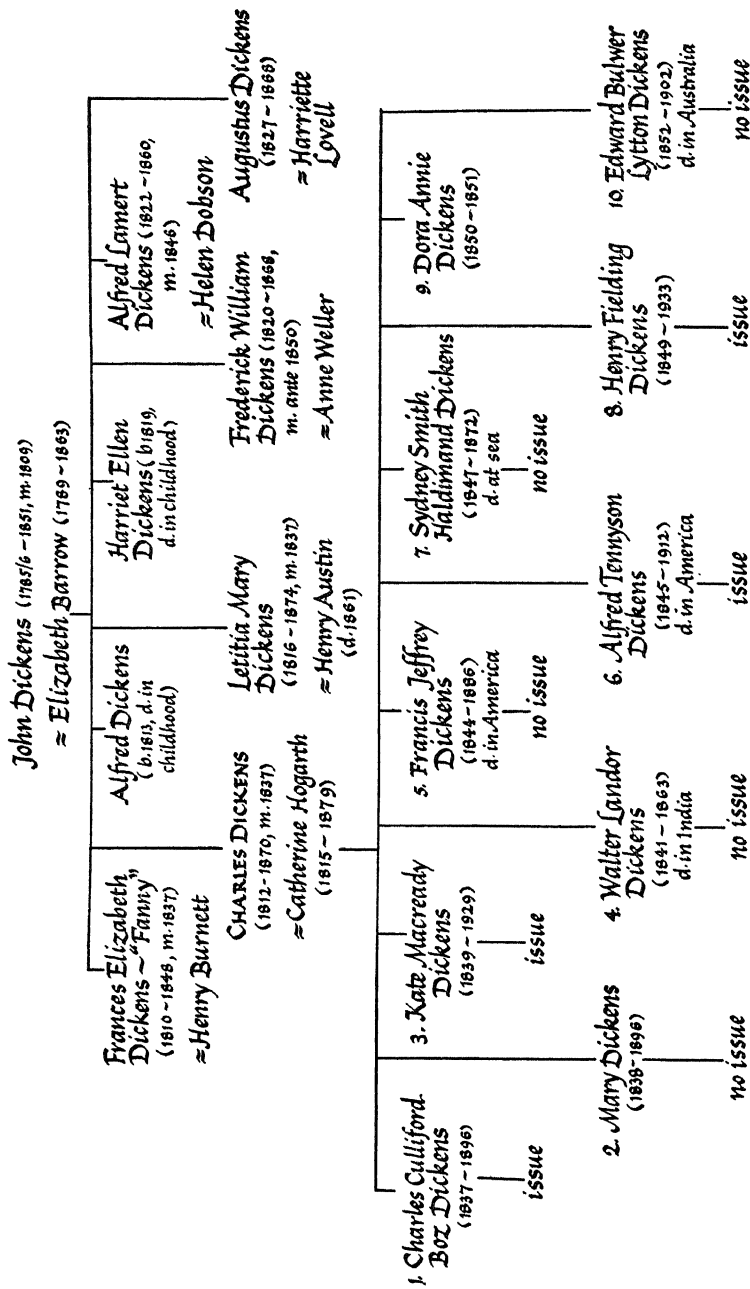 John Dickens (1785/6–1851, m.1809)
≈ Elizabeth Barrow (1789–1863)
Frances Elizabeth
Dickens ~ "Fanny"
(1810–1848, m.1837)
≈Henry Burnett
Alfred Dickens
(b.1813, d. in
childhood)
Harriet Ellen
Dickens (b1819,
d. in childhood)
Alfred Lamert
Dickens (1822–1860,
m. 1846)
≈Helen Dobson
CHARLES DICKENS
(1812–1870, m.1837)
≈Catherine Hogarth
(1815–1879)
Letitia Mary
Dickens
(1816–1874, m.1837)
≈ Henry Austin
(d. 1861)
Frederick William
Dickens (1820–1868,
m. ante 1850)
≈Anne Weller
Augustus Dickens
(1827–1868)
≈ Harriette
Lovell
1. Charles Culliford
Boz Dickens
(1837–1896)
issue
3. Kate Macready
Dickens
(1839–1929)
issue
5. Francis Jeffrey
Dickens
(1844–1886)
d. in America
no issue
7. Sydney Smith
Haldimand Dickens
(1847–1872)
d. at sea
no issue
9. Dora Annie
Dickens
(1850–1851)
2. Mary Dickens
(1838–1896)
no issue
4. Walter Landor
Dickens
(1841–1863)
d. in India
no issue
6. Alfred Tennyson
Dickens
(1845–1912)
d. in America
issue
8. Henry Fielding
Dickens
(1849–1933)
issue
10. Edward Bulwer
Lytton Dickens
(1852–1902)
d. in Australia
no issue